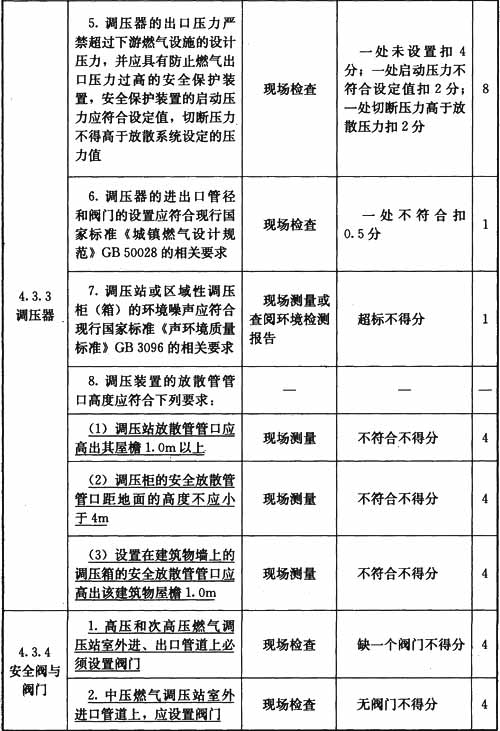 4.3.3
调压器
5. 调压器的出口压力严
禁超过下游燃气设施的设计
压力，并应具有防止燃气出
口压力过高的安全保护装
置，安全保护装置的启动压
力应符合设定值，切断压力
不得高于放散系统设定的压
力值
现场检查
一处未设置扣 4
分；一处启动压力不
符合设定值扣 2 分；
一处切断压力高于放
散压力扣 2 分
8
6. 调压器的进出口管径
和阀门的设置应符合现行国
家标准《城镇燃气设计规
范》GB 50028 的相关要求
现场检查
一处不符合扣
0.5 分
1
7. 调压站或区域性调压
柜（箱）的环境噪声应符合
现行国家标准《声环境质量
标准》GB 3096 的相关要求
现场测量或
查阅环境检测
报告
超标不得分
1
8. 调压装置的放散管管
口高度应符合下列要求：
—
—
—
（1）调压站放散管管口应
高出其屋檐 1.0m 以上
现场测量
不符合不得分
4
（2）调压柜的安全放散管
管口距地面的高度不应小
于 4m
现场测量
不符合不得分
4
（3）设置在建筑物墙上的
调压箱的安全放散管管口应
高出该建筑物屋檐 1.0m
现场测量
不符合不得分
4
4.3.4
安全阀与
阀门
1. 高压和次高压燃气调
压站室外进、出口管道上必
须设置阀门
现场检查
缺一个阀门不得分
4
2. 中压燃气调压站室外
进口管道上，应设置阀门
现场检查
无阀门不得分
4